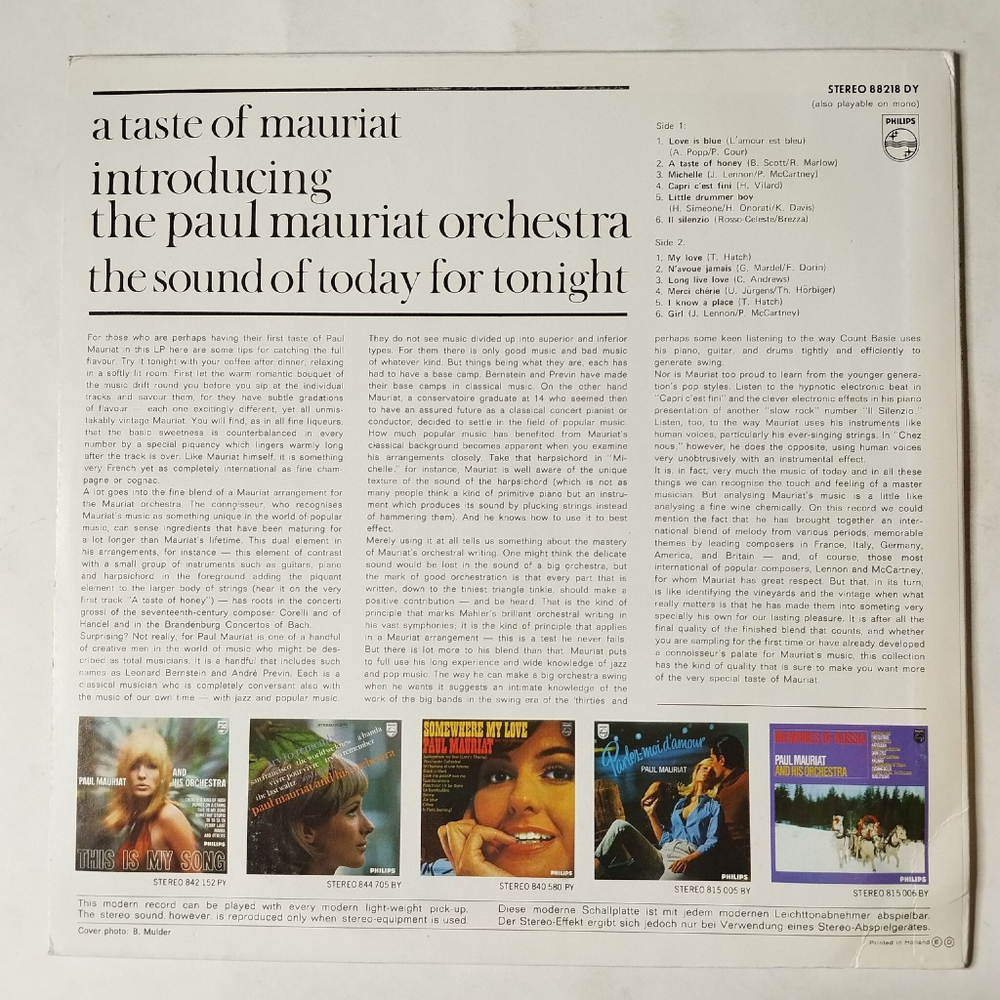 a taste of mauriat
introducing
the paul mauriat orchestra
the sound of today for tonight
STEREO 88218 DY
(also playable on mono)
PHILIPS
Side 1:
1. Love is blue (L'amour est bleu)
(A. Popp/P. Cour)
2. A taste of honey (B. Scott/R. Marlow)
3. Michelle (J. Lennon/P. McCartney)
4. Capri c'est fini (H. Vilard)
5. Little drummer boy
(H. Simeone/H. Onorati/K. Davis)
6. Il silenzio (Rosso-Celeste/Brezza)
Side 2:
1. My love (T. Hatch)
2. N'avoue jamais (G. Mardel/F. Dorin)
3. Long live love (C. Andrews)
4. Merci chérie (U. Jürgens/Th. Hörbiger)
5. I know a place (T. Hatch)
6. Girl (J. Lennon/P. McCartney)
For those who are perhaps having their first taste of Paul
Mauriat in this LP here are some tips for catching the full
flavour. Try it tonight with your coffee after dinner, relaxing
in a softly lit room. First let the warm romantic bouquet of
the music drift round you before you sip at the individual
tracks and savour them, for they have subtle gradations
of flavour — each one excitingly different, yet all unmis-
takably vintage Mauriat. You will find, as in all fine liqueurs,
that the basic sweetness is counterbalanced in every
number by a special piquency which lingers warmly long
after the track is over. Like Mauriat himself, it is something
very French yet as completely international as fine cham-
pagne or cognac.
A lot goes into the fine blend of a Mauriat arrangement for
the Mauriat orchestra. The connoisseur, who recognises
Mauriat's music as something unique in the world of popular
music, can sense ingredients that have been maturing for
a lot longer than Mauriat's lifetime. This dual element in
his arrangements, for instance — this element of contrast
with a small group of instruments such as guitars, piano
and harpsichord in the foreground adding the piquant
element to the larger body of strings (hear it on the very
first track "A taste of honey") — has roots in the concerti
grossi of the seventeenth-century composer Corelli and of
Handel and in the Brandenburg Concertos of Bach.
Surprising? Not really, for Paul Mauriat is one of a handful
of creative men in the world of music who might be des-
cribed as total musicians. It is a handful that includes such
names as Leonard Bernstein and André Previn. Each is a
classical musician who is completely conversant also with
the music of our own time — with jazz and popular music.
They do not see music divided up into superior and inferior
types. For them there is only good music and bad music
of whatever kind. But things being what they are, each has
had to have a base camp. Bernstein and Previn have made
their base camps in classical music. On the other hand
Mauriat, a conservatoire graduate at 14 who seemed then
to have an assured future as a classical concert pianist or
conductor, decided to settle in the field of popular music.
How much popular music has benefited from Mauriat's
classical background becomes apparent when you examine
his arrangements closely. Take that harpsichord in "Mi-
chelle," for instance, Mauriat is well aware of the unique
texture of the sound of the harpsichord (which is not as
many people think a kind of primitive piano but an instru-
ment which produces its sound by plucking strings instead
of hammering them). And he knows how to use it to best
effect.
Merely using it at all tells us something about the mastery
of Mauriat's orchestral writing. One might think the delicate
sound would be lost in the sound of a big orchestra, but
the mark of good orchestration is that every part that is
written, down to the tiniest triangle tinkle, should make a
positive contribution — and be heard. That is the kind of
principle that marks Mahler's brilliant orchestral writing in
his vast symphonies; it is the kind of principle that applies
in a Mauriat arrangement — this is a test he never fails.
But there is lot more to his blend than that. Mauriat puts
to full use his long experience and wide knowledge of jazz
and pop music. The way he can make a big orchestra swing
when he wants it suggests an intimate knowledge of the
work of the big bands in the swing era of the 'thirties and
perhaps some keen listening to the way Count Basie uses
his piano, guitar, and drums tightly and efficiently to
generate swing.
Nor is Mauriat too proud to learn from the younger genera-
tion's pop styles. Listen to the hypnotic electronic beat in
"Capri c'est fini" and the clever electronic effects in his piano
presentation of another "slow rock" number "Il Silenzio."
Listen, too, to the way Mauriat uses his instruments like
human voices, particularly his ever-singing strings. In "Chez
nous," however, he does the opposite, using human voices
very unobtrusively with an instrumental effect.
It is, in fact, very much the music of today and in all these
things we can recognise the touch and feeling of a master
musician. But analysing Mauriat's music is a little like
analysing a fine wine chemically. On this record we could
mention the fact that he has brought together an inter-
national blend of melody from various periods, memorable
themes by leading composers in France, Italy, Germany,
America, and Britain — and, of course, those most
international of popular composers, Lennon and McCartney,
for whom Mauriat has great respect. But that, in its turn,
is like identifying the vineyards and the vintage when what
really matters is that he has made them into someting very
specially his own for our lasting pleasure. It is after all the
final quality of the finished blend that counts, and whether
you are sampling for the first time or have already developed
a connoisseur's palate for Mauriat's music, this collection
has the kind of quality that is sure to make you want more
of the very special taste of Mauriat.
PAUL MAURIAT AND HIS ORCHESTRA
THIS IS MY SONG
PHILIPS
STEREO 842 152 PY
the last waltz
paul mauriat and his orchestra
PHILIPS
STEREO 844 705 BY
SOMEWHERE MY LOVE
PAUL MAURIAT
PHILIPS
STEREO 840 580 PY
Parlez-moi d'amour
PAUL MAURIAT
PHILIPS
STEREO 815 005 BY
MEMORIES OF RUSSIA
PAUL MAURIAT
AND HIS ORCHESTRA
PHILIPS
STEREO 815 006 BY
This modern record can be played with every modern light-weight pick-up.
The stereo sound, however, is reproduced only when stereo-equipment is used.
Diese moderne Schallplatte ist mit jedem modernen Leichttonabnehmer abspielbar.
Der Stereo-Effekt ergibt sich jedoch nur bei Verwendung eines Stereo-Abspielgerätes.
Cover photo: B. Mulder
Printed in Holland